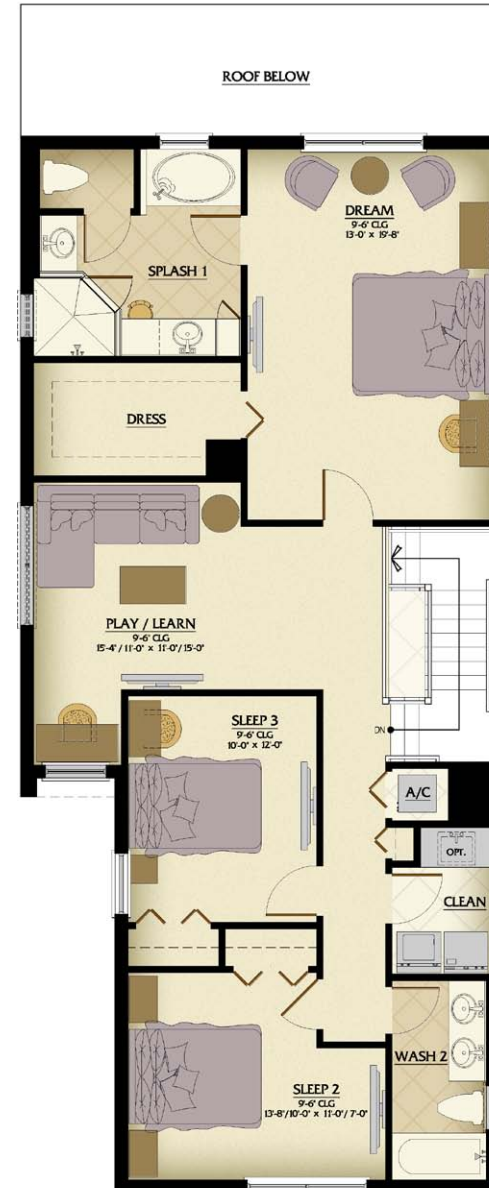 ROOF BELOW
DREAM
9'-6" CLG
13'-0" x 19'-8"
SPLASH 1
DRESS
PLAY / LEARN
9'-6" CLG
15'-4"/11'-0" x 11'-0"/15'-0"
SLEEP 3
9'-6" CLG
10'-0" x 12'-0"
DN
A/C
OPT.
CLEAN
WASH 2
SLEEP 2
9'-6" CLG
13'-8"/10'-0" x 11'-0"/7'-0"